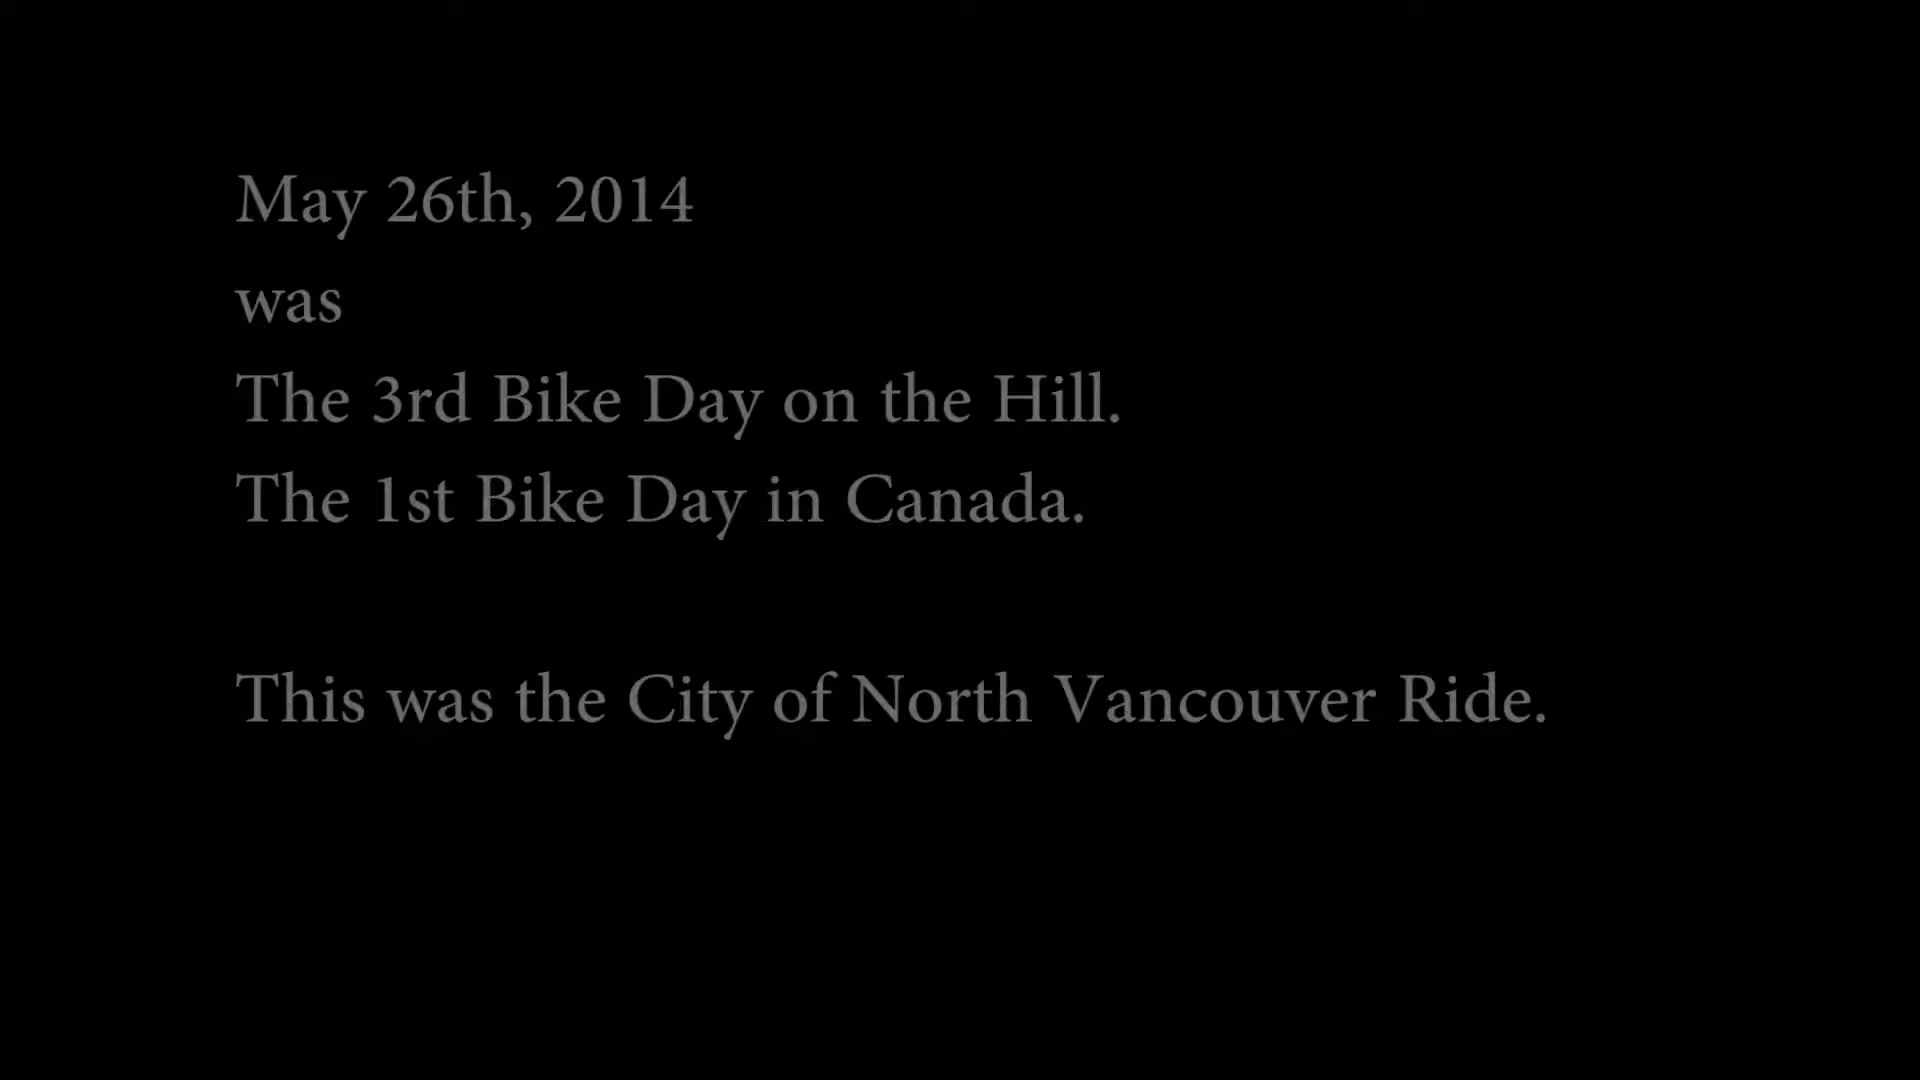 May 26th, 2014
was
The 3rd Bike Day on the Hill.
The 1st Bike Day in Canada.
This was the City of North Vancouver Ride.